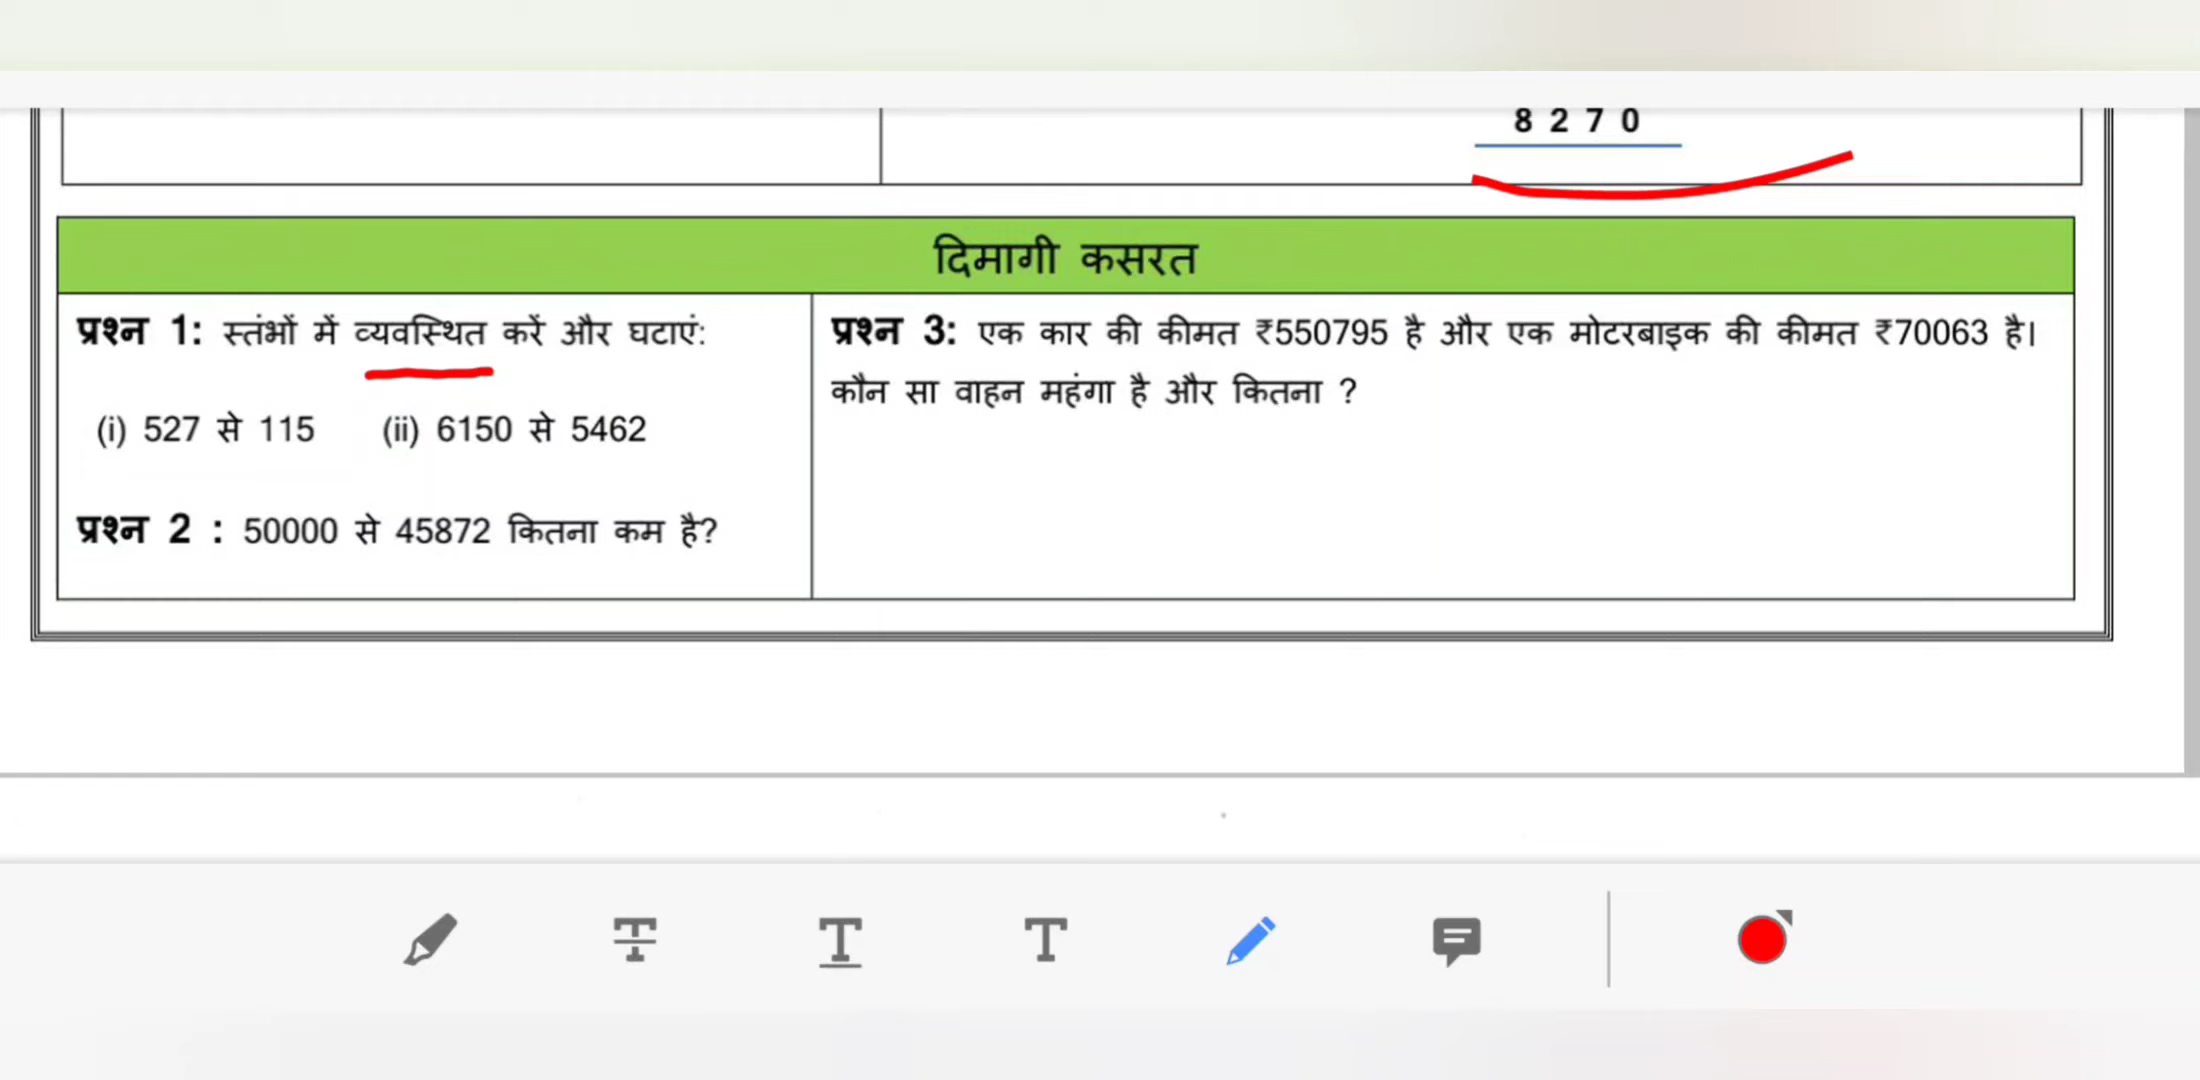 8 2 7 0
दिमागी कसरत
प्रश्न 1: स्तंभों में व्यवस्थित करें और घटाएं:
(i) 527 से 115 (ii) 6150 से 5462
प्रश्न 2 : 50000 से 45872 कितना कम है?
प्रश्न 3: एक कार की कीमत ₹550795 है और एक मोटरबाइक की कीमत ₹70063 है।
कौन सा वाहन महंगा है और कितना ?